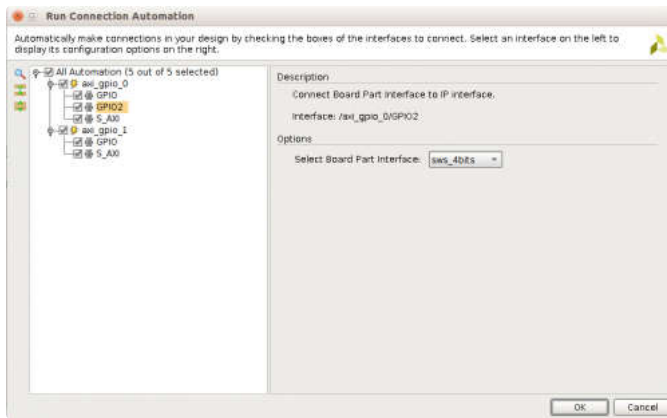 Run Connection Automation
Automatically make connections in your design by checking the boxes of the interfaces to connect. Select an interface on the left to
display its configuration options on the right.
All Automation (5 out of 5 selected)
axi_gpio_0
GPIO
GPIO2
S_AXI
axi_gpio_1
GPIO
S_AXI
Description
Connect Board Part Interface to IP interface.
Interface: /axi_gpio_0/GPIO2
Options
Select Board Part Interface: sws_4bits
OK Cancel